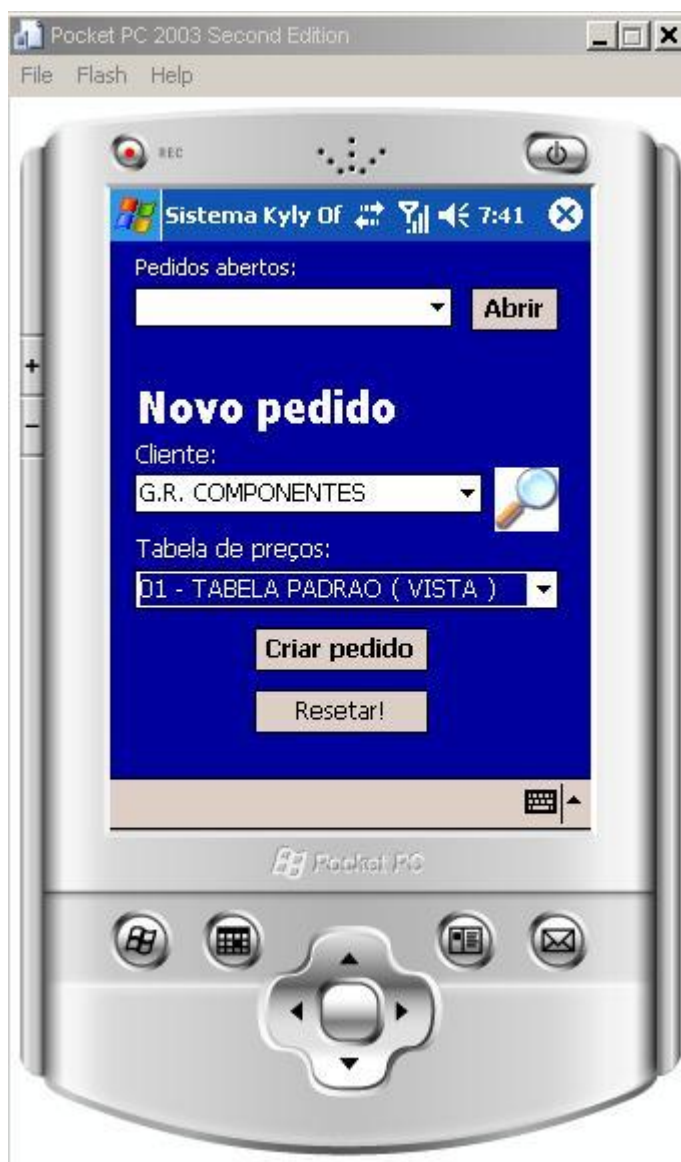 Pocket PC 2003 Second Edition
File Flash Help
REC
Sistema Kyly Of 7:41
Pedidos abertos:
Abrir
Novo pedido
Cliente:
G.R. COMPONENTES
Tabela de preços:
01 - TABELA PADRAO ( VISTA )
Criar pedido
Resetar!
Pocket PC